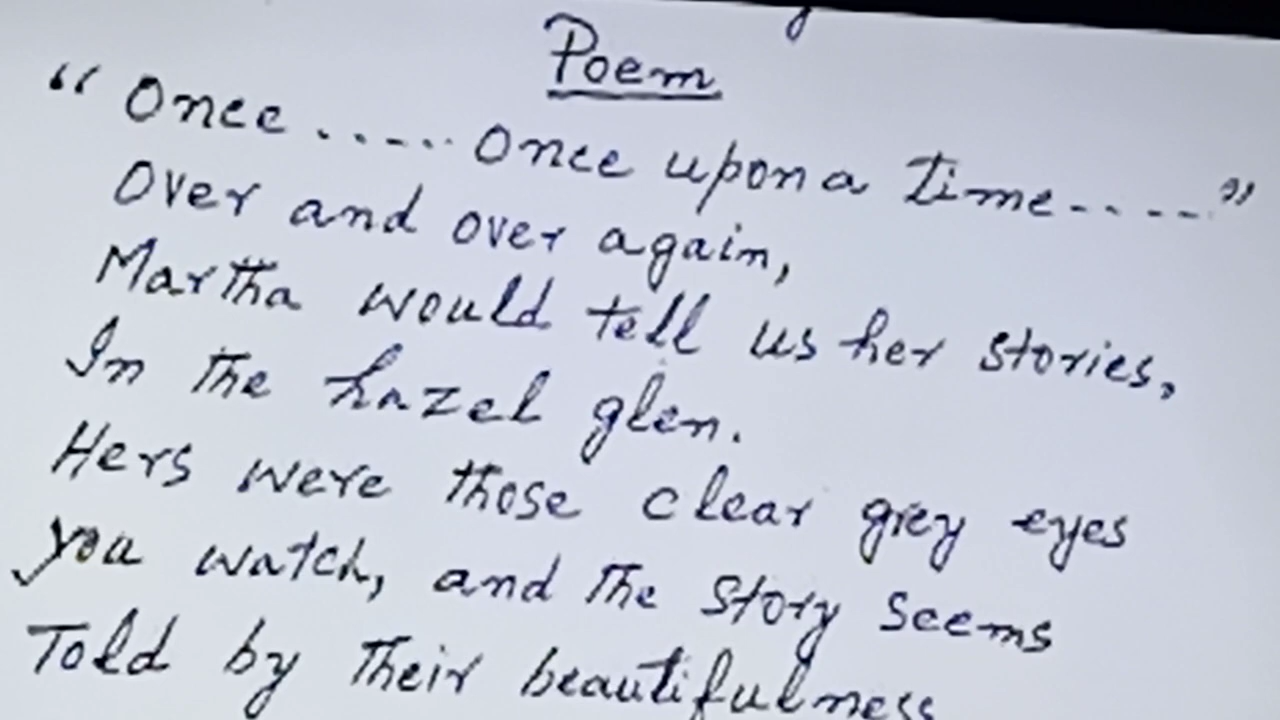 Poem
“ Once ..... Once upon a time ..... ”
Over and over again,
Martha would tell us her stories,
In the hazel glen.
Hers were those clear grey eyes
you watch, and the story seems
Told by their beautifulness